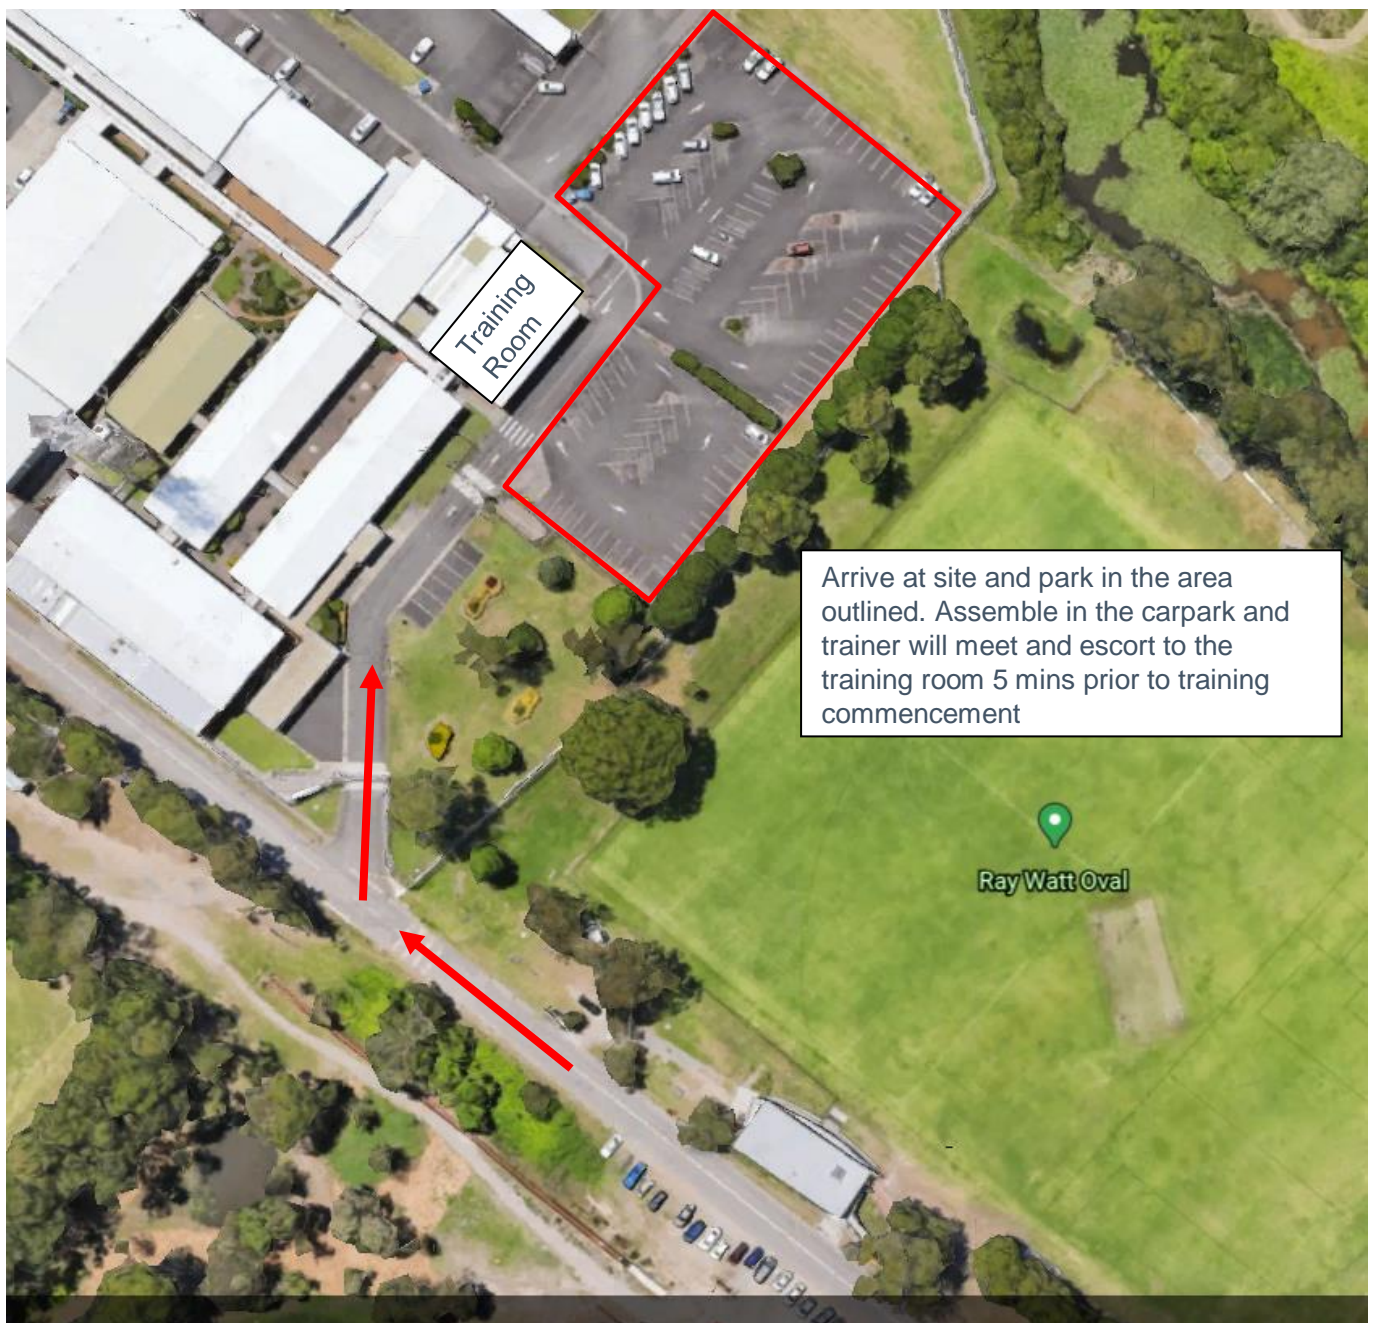 Training
Room
Arrive at site and park in the area
outlined. Assemble in the carpark and
trainer will meet and escort to the
training room 5 mins prior to training
commencement
Ray Watt Oval